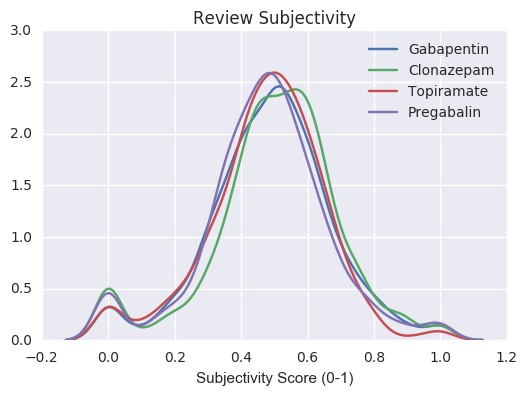 Review Subjectivity
3.0
2.5
2.0
1.5
1.0
0.5
0.0
Gabapentin
Clonazepam
Topiramate
Pregabalin
−0.2 0.0 0.2 0.4 0.6 0.8 1.0 1.2
Subjectivity Score (0-1)